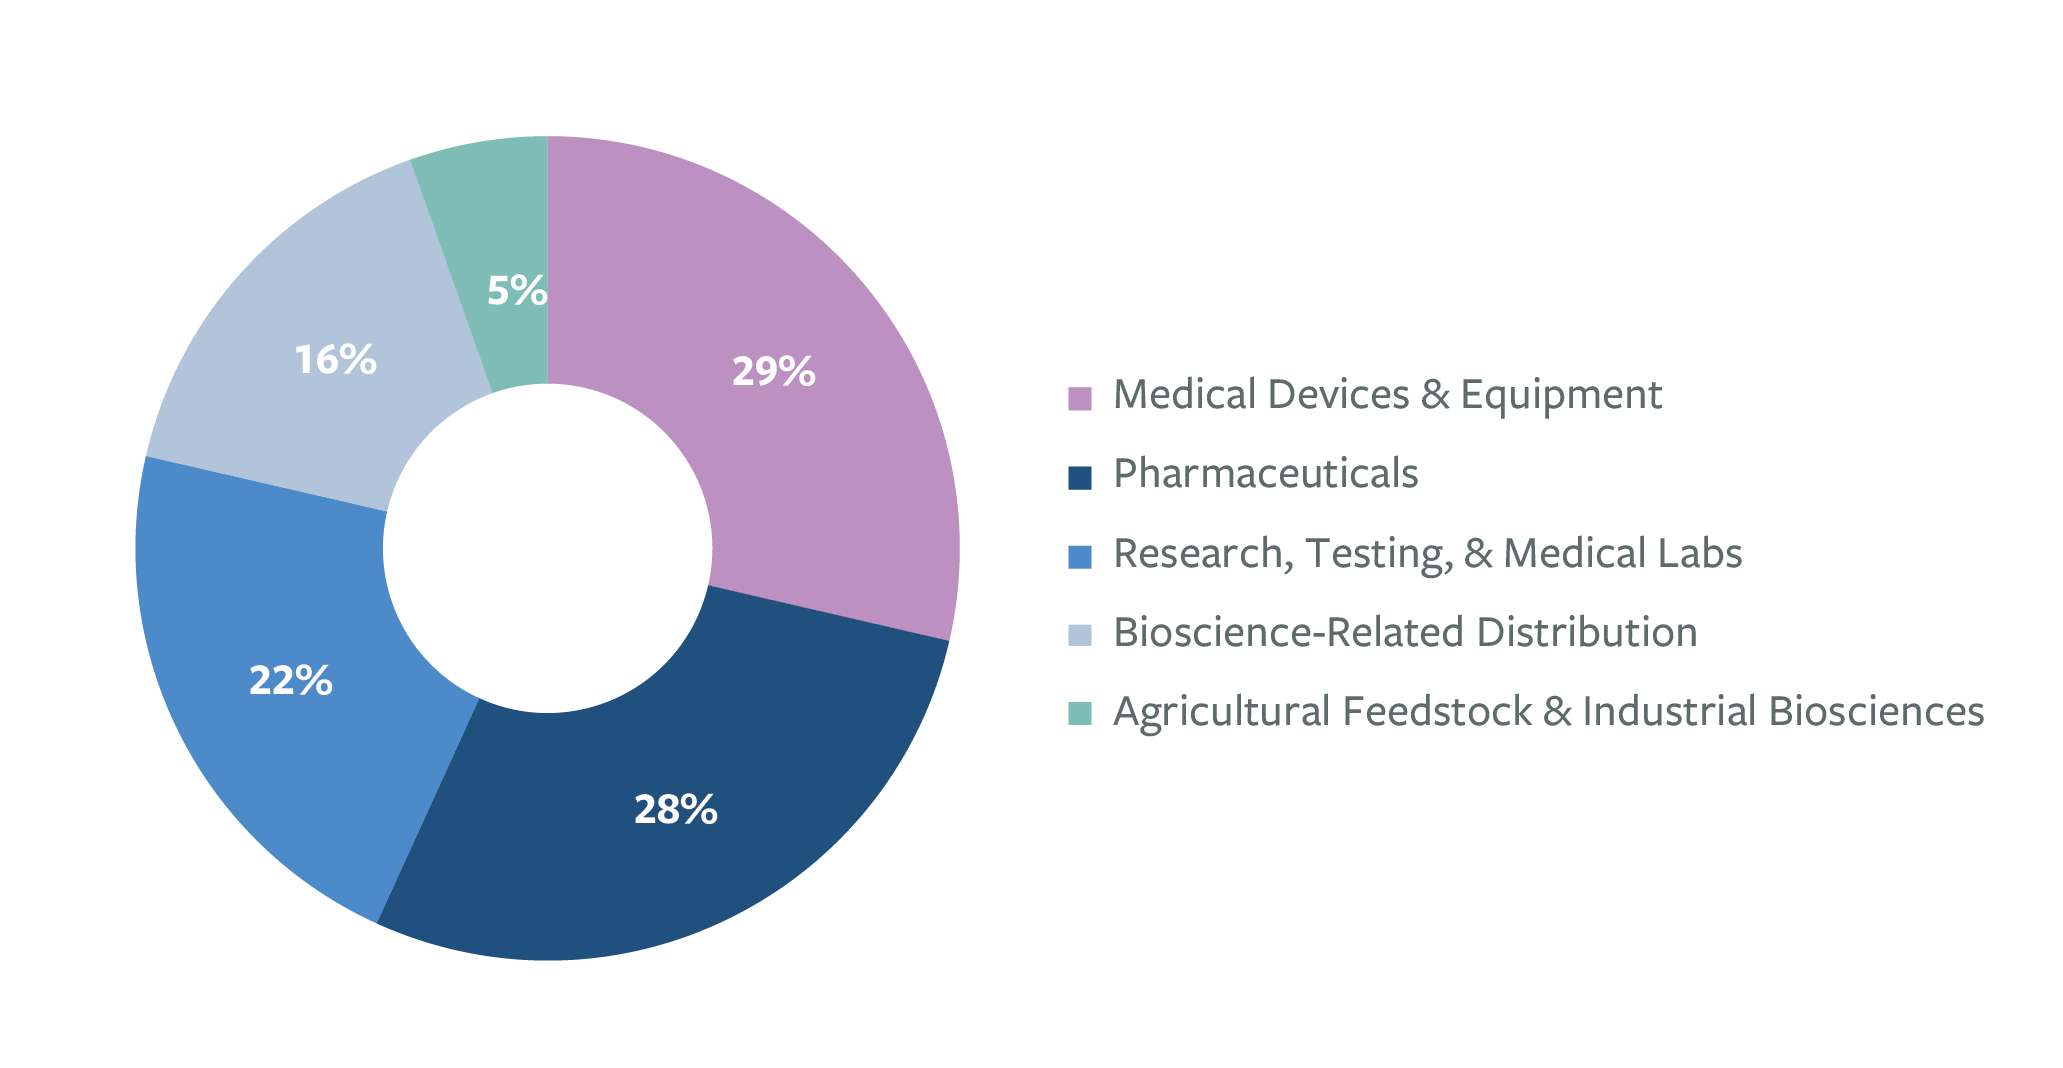 5%
29%
16%
22%
28%
Medical Devices & Equipment
Pharmaceuticals
Research, Testing, & Medical Labs
Bioscience-Related Distribution
Agricultural Feedstock & Industrial Biosciences